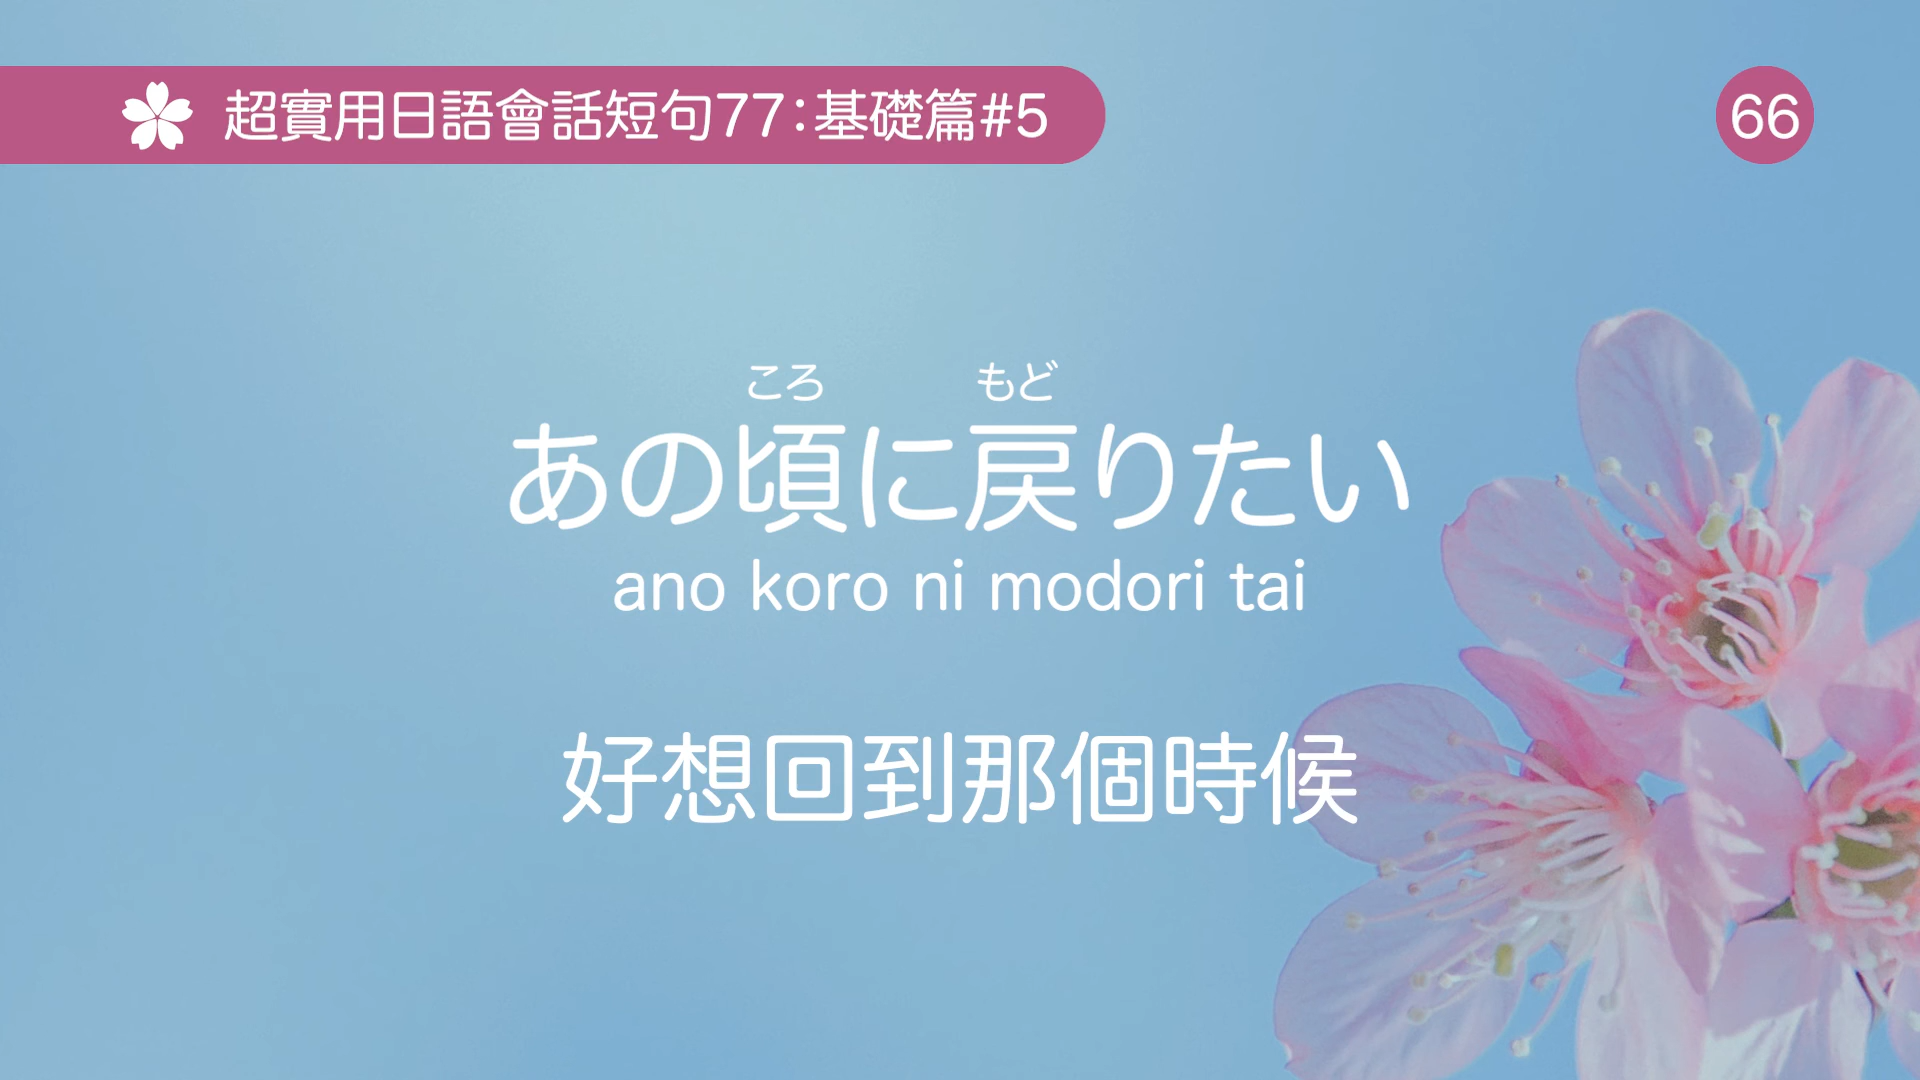 超實用日語會話短句77：基礎篇#5
66
ころ もど
あの頃に戻りたい
ano koro ni modori tai
好想回到那個時候